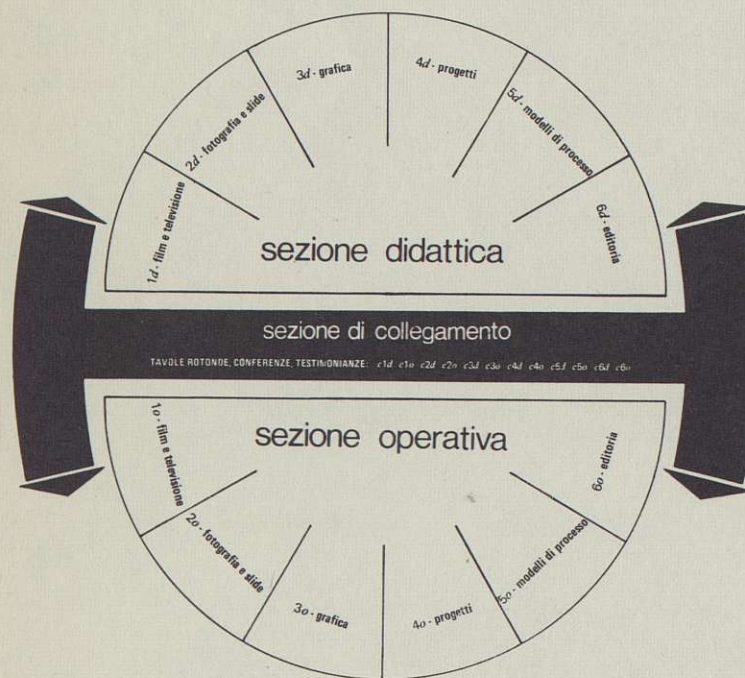 3d - grafica
4d - progetti
2d - fotografia e slide
5d - modelli di processo
1d - film e televisione
6d - editoria
sezione didattica
sezione di collegamento
TAVOLE ROTONDE, CONFERENZE, TESTIMONIANZE: c1d c1o c2d c2o c3d c3o c4d c4o c5d c5o c6d c6o
sezione operativa
1o - film e televisione
6o - editoria
2o - fotografia e slide
5o - modelli di processo
3o - grafica
4o - progetti